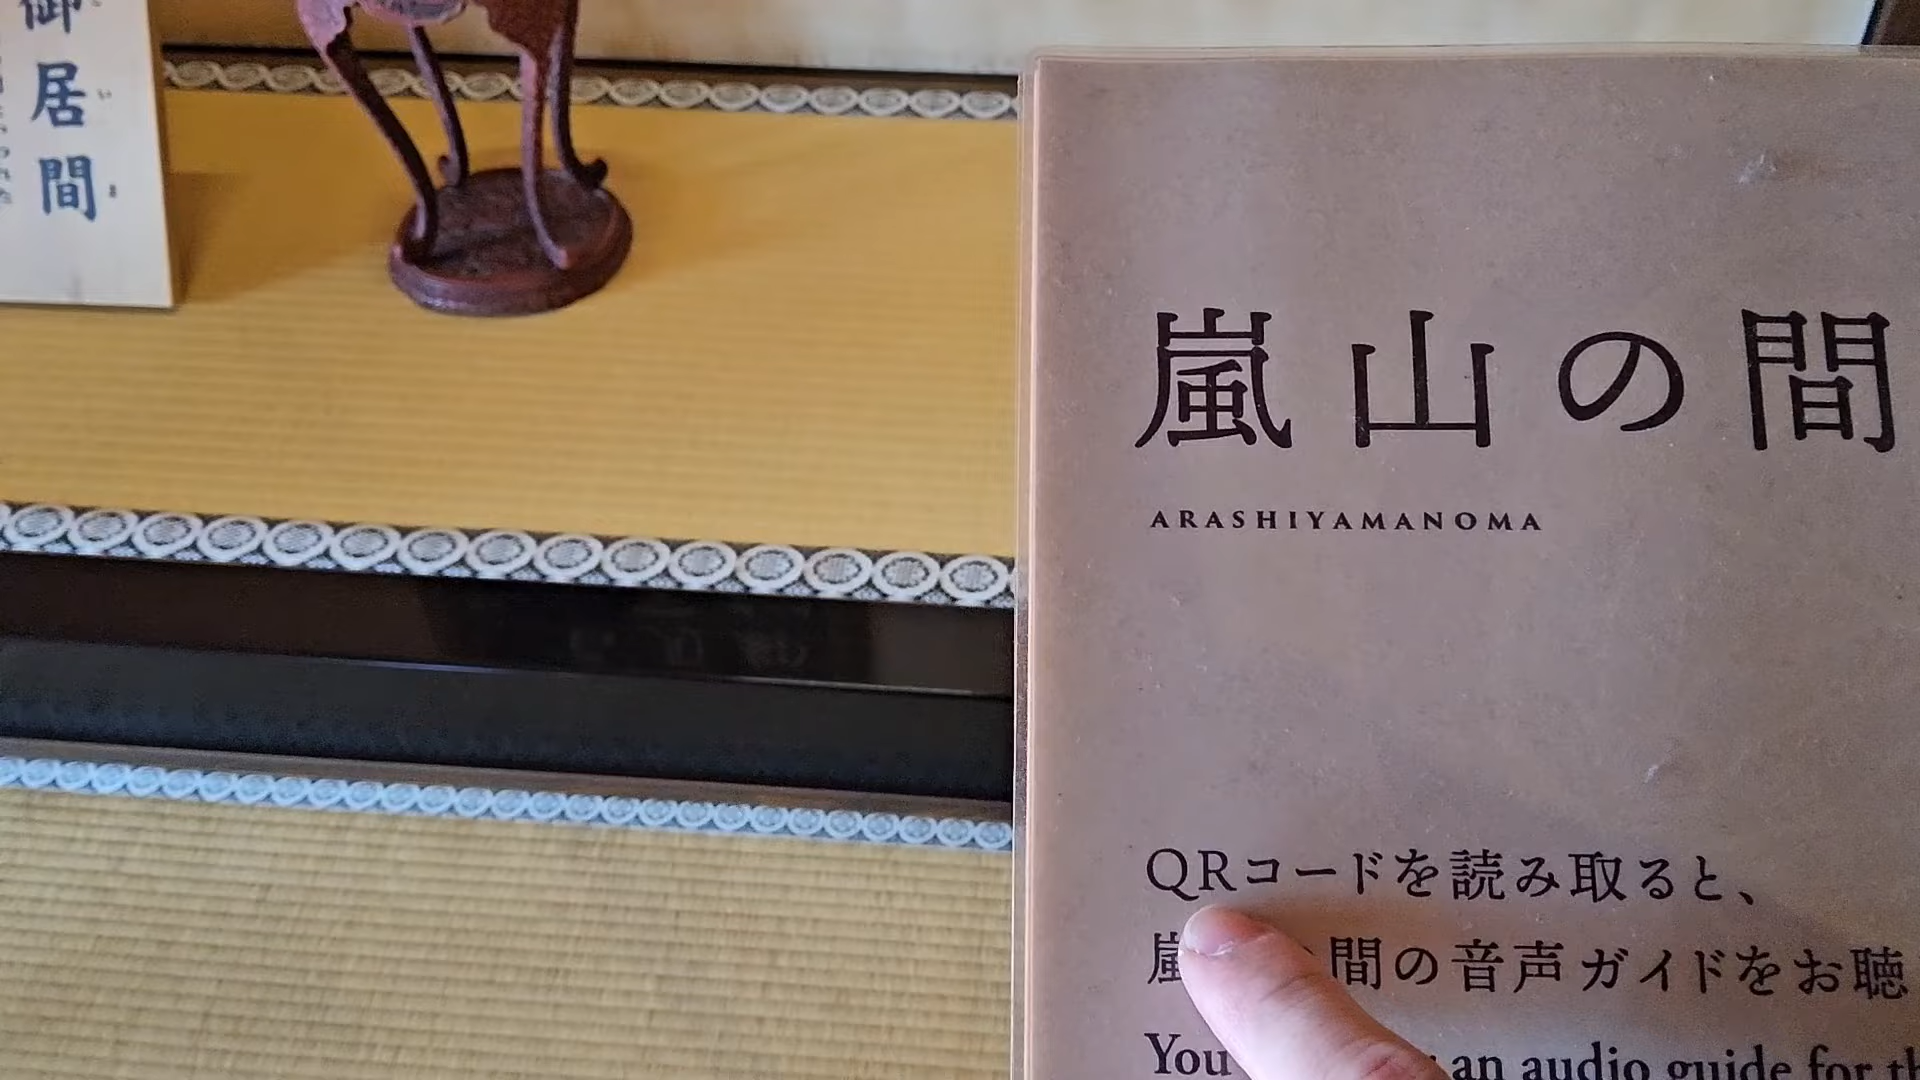 御居間
嵐山の間
ARASHIYAMANOMA
QRコードを読み取ると、
間の音声ガイドをお聴
You
an audio guide for